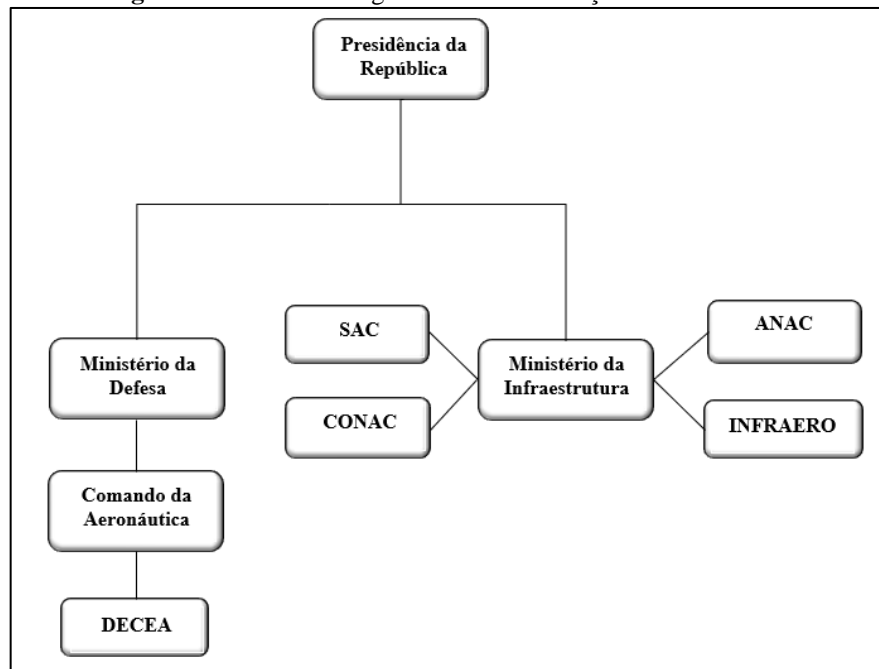 Presidência da
República
SAC
ANAC
Ministério da
Defesa
Ministério da
Infraestrutura
CONAC
INFRAERO
Comando da
Aeronáutica
DECEA